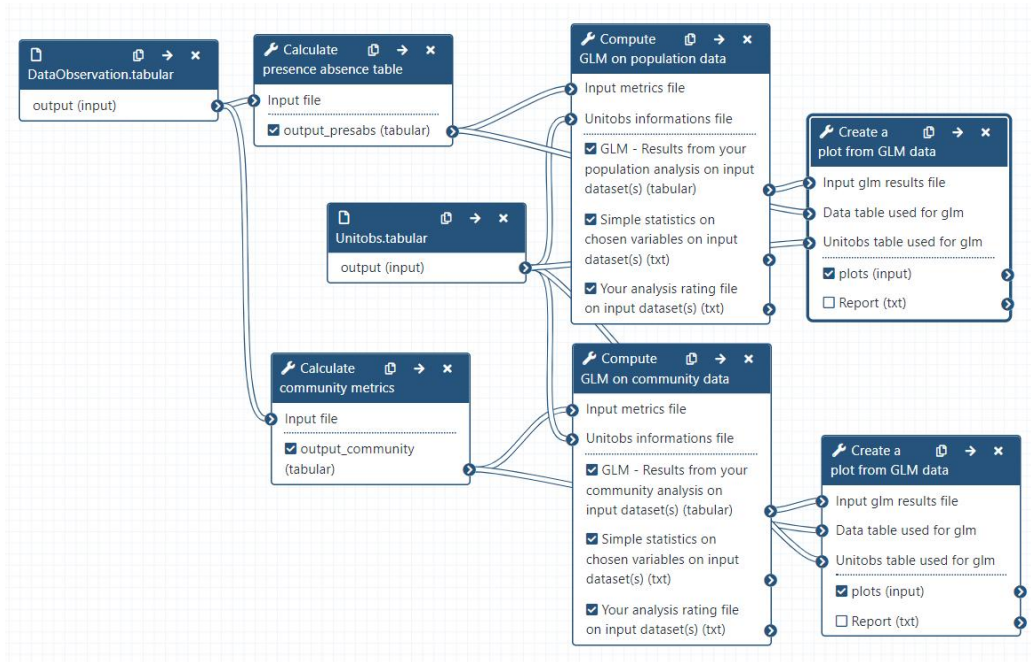 DataObservation.tabular
output (input)
Calculate
presence absence table
Input file
output_presabs (tabular)
Unitobs.tabular
output (input)
Calculate
community metrics
Input file
output_community
(tabular)
Compute
GLM on population data
Input metrics file
Unitobs informations file
GLM - Results from your
population analysis on input
dataset(s) (tabular)
Simple statistics on
chosen variables on input
dataset(s) (txt)
Your analysis rating file
on input dataset(s) (txt)
Compute
GLM on community data
Input metrics file
Unitobs informations file
GLM - Results from your
community analysis on
input dataset(s) (tabular)
Simple statistics on
chosen variables on input
dataset(s) (txt)
Your analysis rating file
on input dataset(s) (txt)
Create a
plot from GLM data
Input glm results file
Data table used for glm
Unitobs table used for glm
plots (input)
Report (txt)
Create a
plot from GLM data
Input glm results file
Data table used for glm
Unitobs table used for glm
plots (input)
Report (txt)